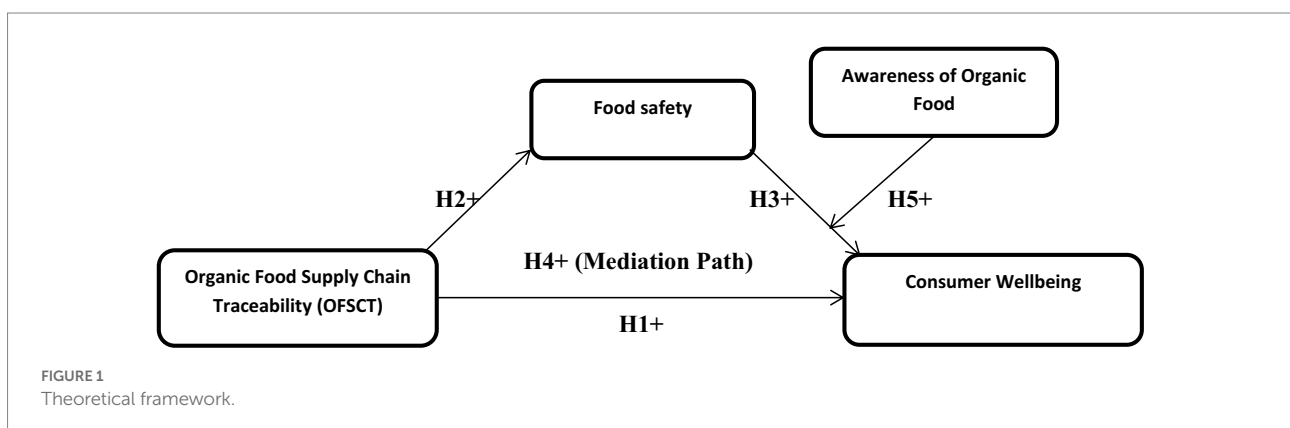 Awareness of Organic
Food
Food safety
H2+
H3+
H5+
H4+ (Mediation Path)
Organic Food Supply Chain
Traceability (OFSCT)
Consumer Wellbeing
H1+
FIGURE 1
Theoretical framework.